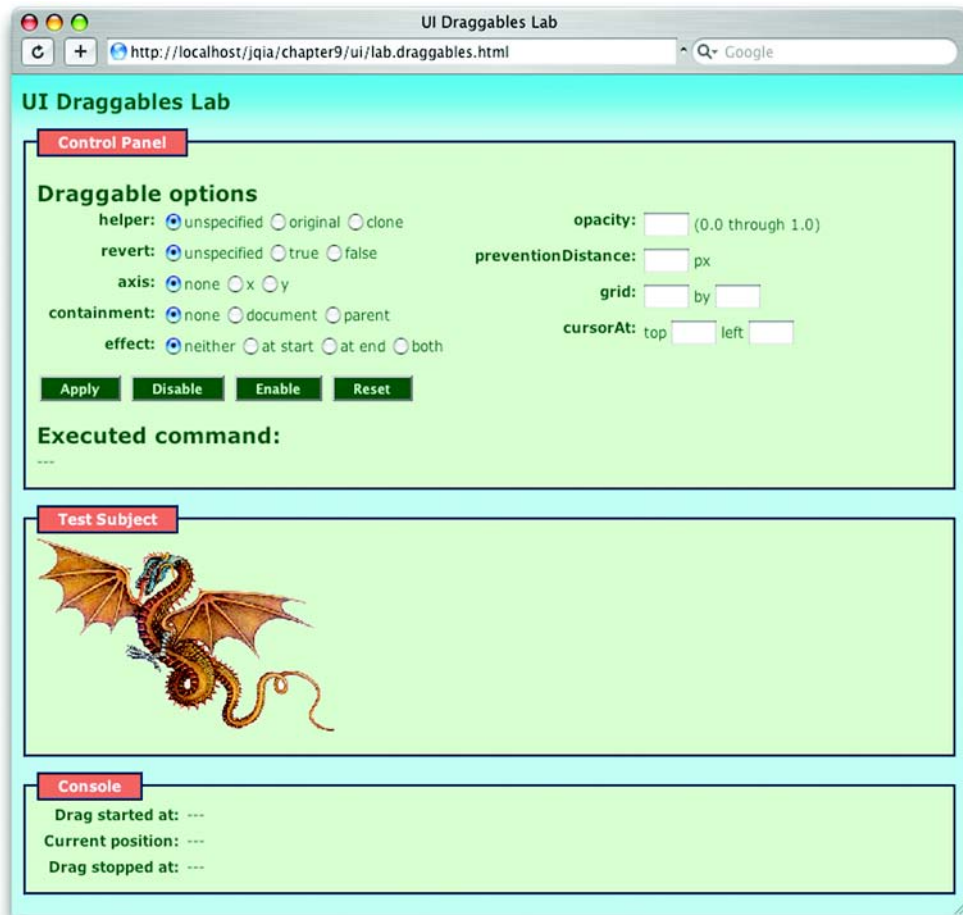 UI Draggables Lab
http://localhost/jqia/chapter9/ui/lab.draggables.html
Google
UI Draggables Lab
Control Panel
Draggable options
helper: unspecified original clone
revert: unspecified true false
axis: none x y
containment: none document parent
effect: neither at start at end both
opacity: (0.0 through 1.0)
preventionDistance: px
grid: by
cursorAt: top left
Apply Disable Enable Reset
Executed command:
---
Test Subject
Console
Drag started at: ---
Current position: ---
Drag stopped at: ---